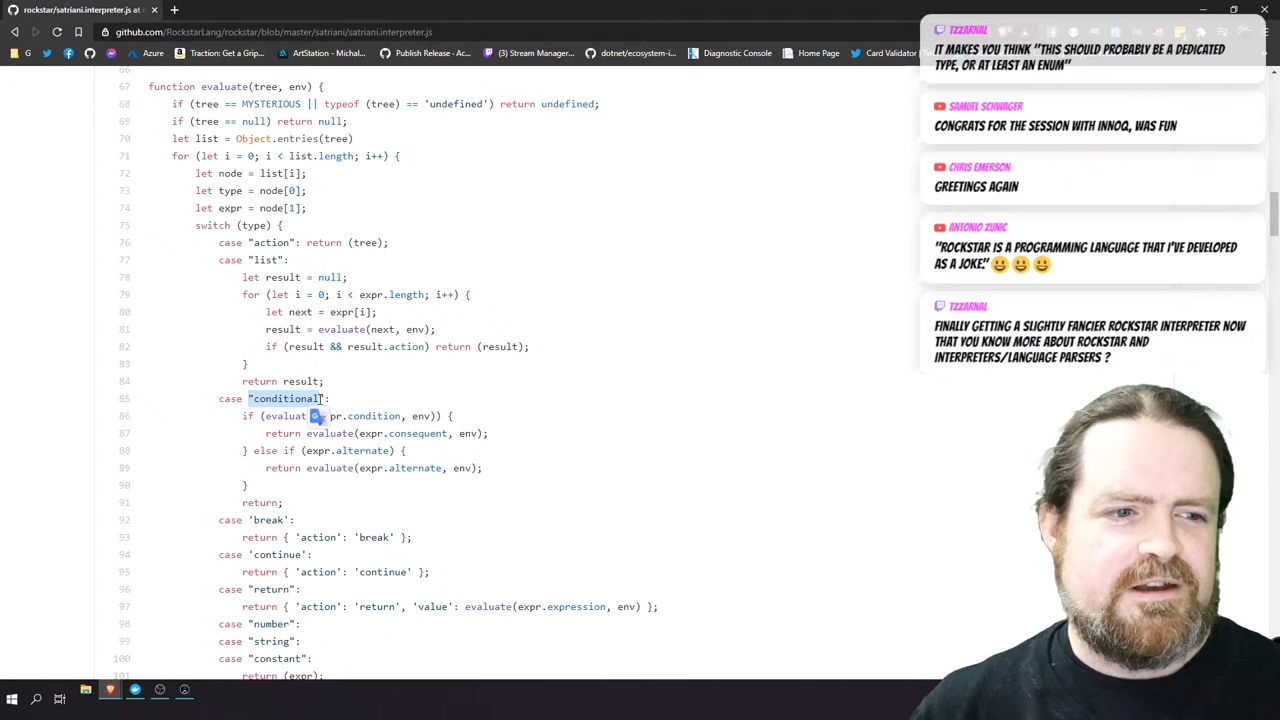 rockstar/satriani.interpreter.js at
github.com/RockstarLang/rockstar/blob/master/satriani/satriani.interpreter.js
G
Azure
Traction: Get a Grip...
ArtStation - Michal...
Publish Release - Ac...
(3) Stream Manager...
dotnet/ecosystem-i...
Diagnostic Console
Home Page
Card Validator
66
67 function evaluate(tree, env) {
68 if (tree == MYSTERIOUS || typeof (tree) == 'undefined') return undefined;
69 if (tree == null) return null;
70 let list = Object.entries(tree)
71 for (let i = 0; i < list.length; i++) {
72 let node = list[i];
73 let type = node[0];
74 let expr = node[1];
75 switch (type) {
76 case "action": return (tree);
77 case "list":
78 let result = null;
79 for (let i = 0; i < expr.length; i++) {
80 let next = expr[i];
81 result = evaluate(next, env);
82 if (result && result.action) return (result);
83 }
84 return result;
85 case "conditional":
86 if (evaluat pr.condition, env)) {
87 return evaluate(expr.consequent, env);
88 } else if (expr.alternate) {
89 return evaluate(expr.alternate, env);
90 }
91 return;
92 case 'break':
93 return { 'action': 'break' };
94 case 'continue':
95 return { 'action': 'continue' };
96 case "return":
97 return { 'action': 'return', 'value': evaluate(expr.expression, env) };
98 case "number":
99 case "string":
100 case "constant":
101 return (expr);
TZZARNAL
IT MAKES YOU THINK "THIS SHOULD PROBABLY BE A DEDICATED
TYPE, OR AT LEAST AN ENUM"
SAMUEL SCHWAGER
CONGRATS FOR THE SESSION WITH INNOQ, WAS FUN
CHRIS EMERSON
GREETINGS AGAIN
ANTONIO ZUNIC
"ROCKSTAR IS A PROGRAMMING LANGUAGE THAT I'VE DEVELOPED
AS A JOKE."
TZZARNAL
FINALLY GETTING A SLIGHTLY FANCIER ROCKSTAR INTERPRETER NOW
THAT YOU KNOW MORE ABOUT ROCKSTAR AND
INTERPRETERS/LANGUAGE PARSERS ?